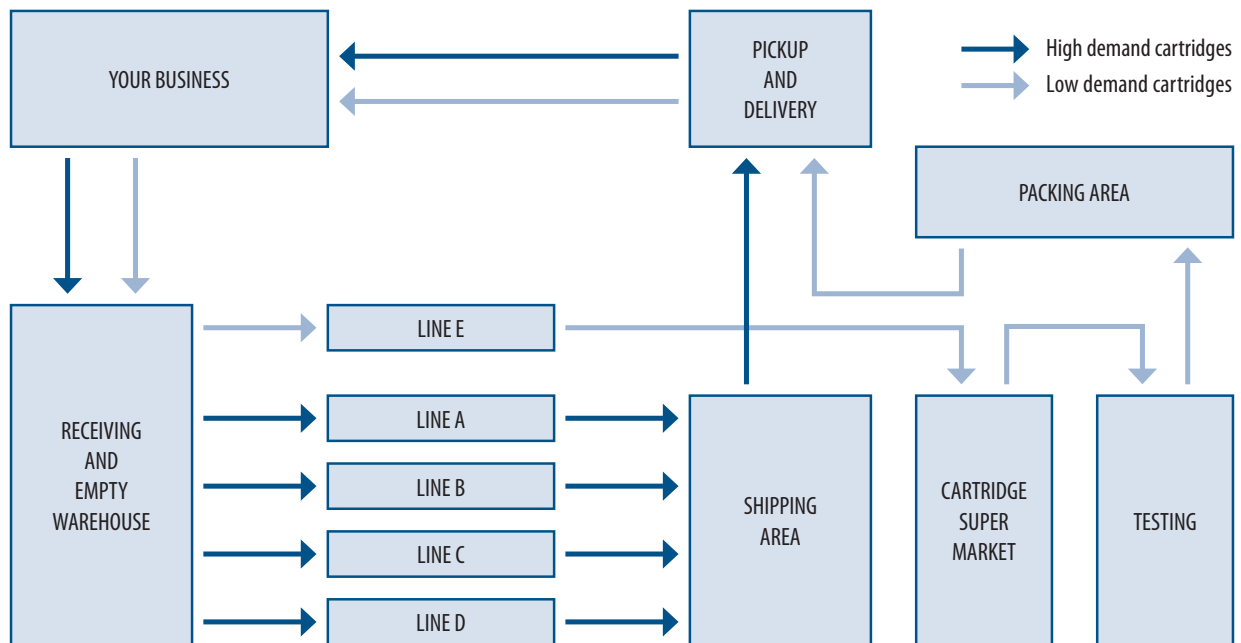 YOUR BUSINESS
PICKUP
AND
DELIVERY
High demand cartridges
Low demand cartridges
PACKING AREA
RECEIVING
AND
EMPTY
WAREHOUSE
LINE E
LINE A
LINE B
LINE C
LINE D
SHIPPING
AREA
CARTRIDGE
SUPER
MARKET
TESTING